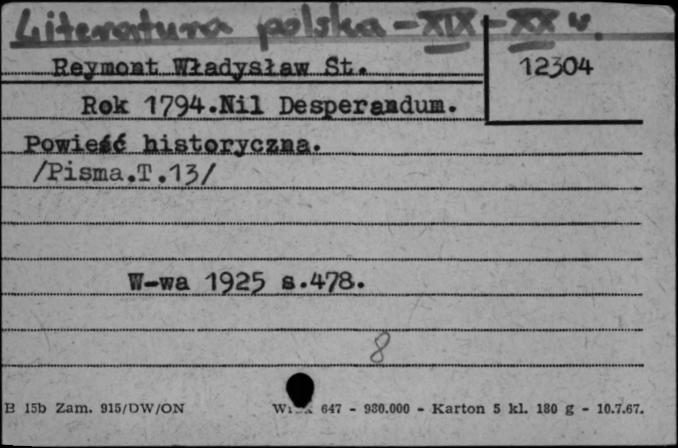 Literatura polska - XIX - XX w.
Reymont Władysław St.
12304
Rok 1794.Nil Desperandum.
Powieść historyczna.
/Pisma.T.13/
W-wa 1925 s.478.
8
B 15b Zam. 915/DW/ON
647 - 980.000 - Karton 5 kl. 180 g - 10.7.67.